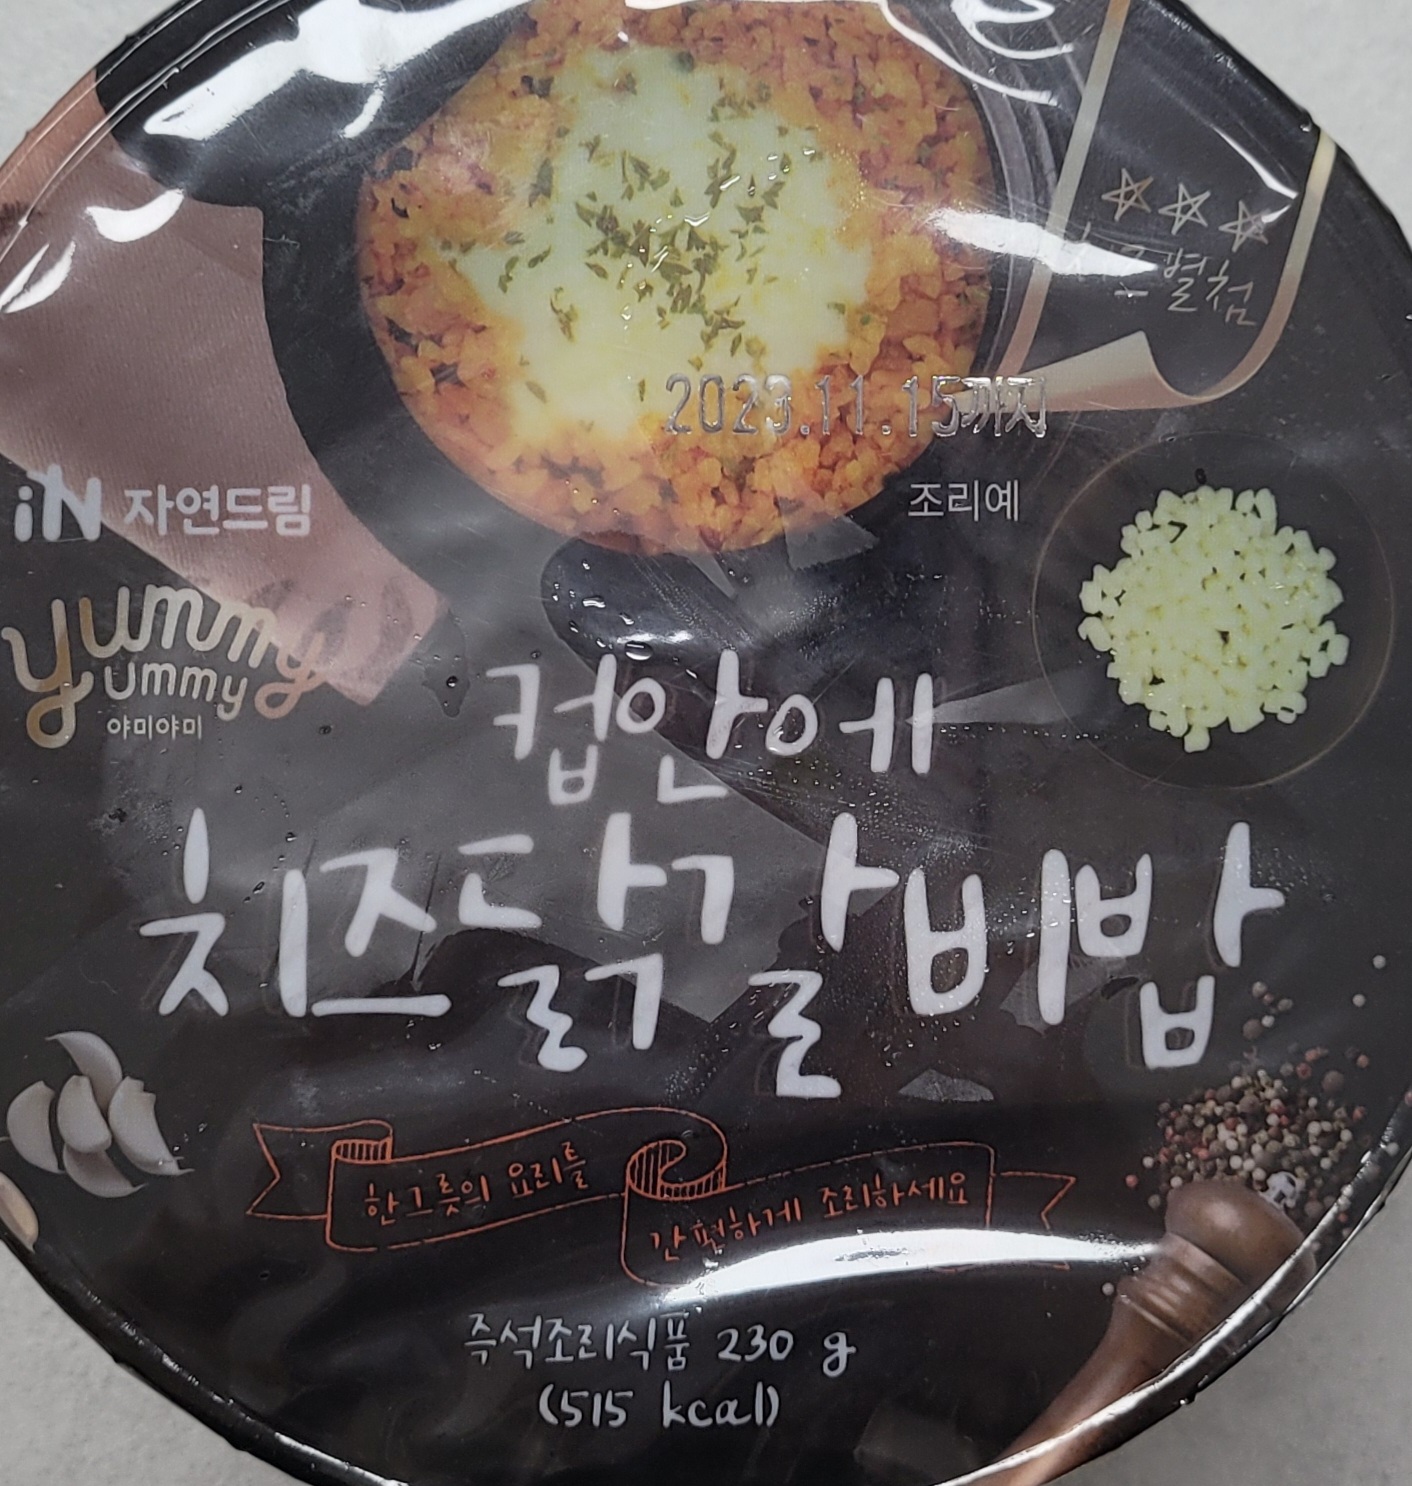 2023.11.15까지
조리예
iN 자연드림
yummy
yummy
야미야미
컵안에
치즈닭갈비밥
한그릇의 요리를
간편하게 조리하세요
즉석조리식품 230 g
(515 kcal)